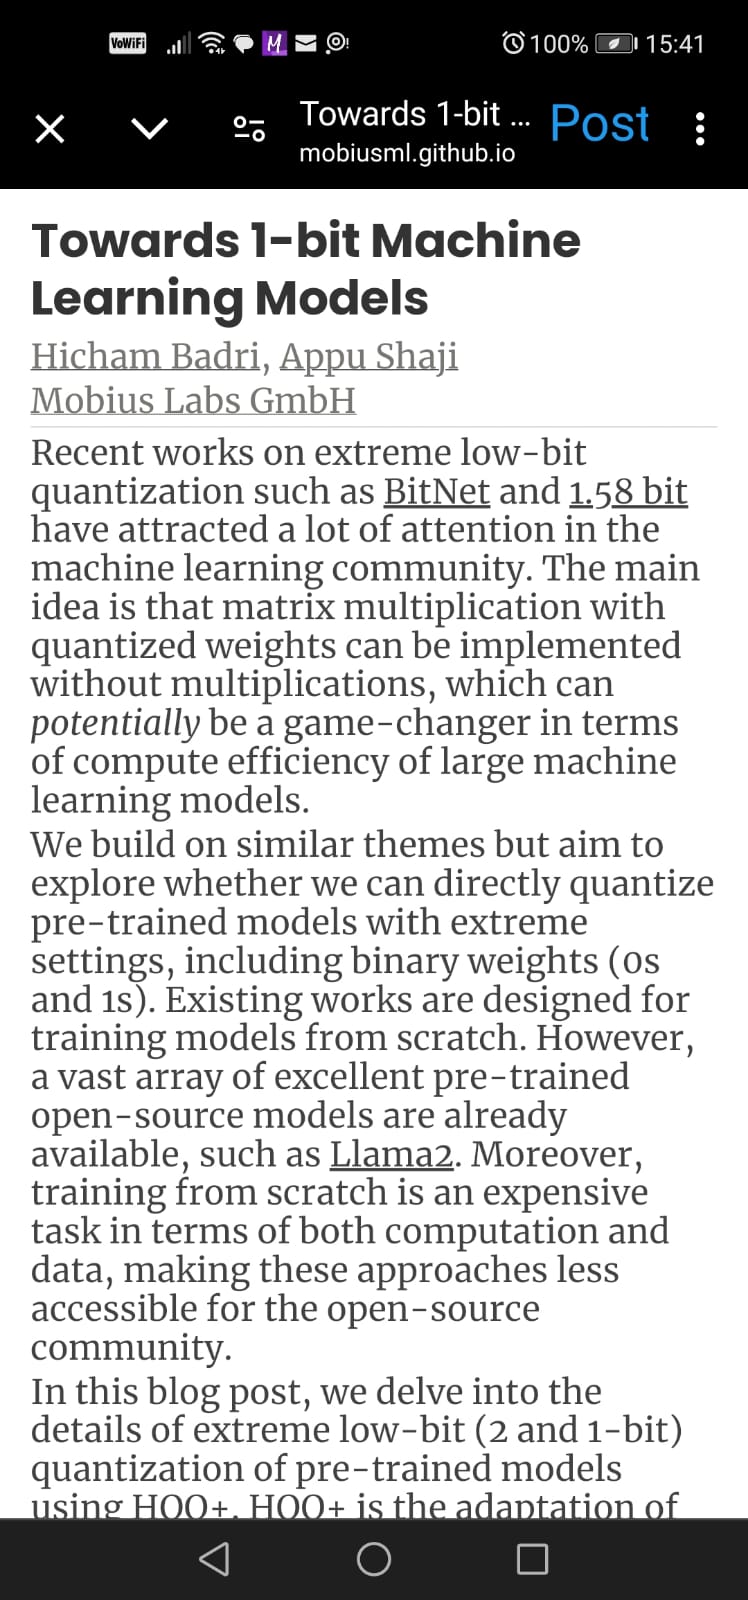 VoWiFi
M
100%
15:41
Towards 1-bit ...
Post
mobiusml.github.io
Towards 1-bit Machine
Learning Models
Hicham Badri, Appu Shaji
Mobius Labs GmbH
Recent works on extreme low-bit
quantization such as BitNet and 1.58 bit
have attracted a lot of attention in the
machine learning community. The main
idea is that matrix multiplication with
quantized weights can be implemented
without multiplications, which can
potentially be a game-changer in terms
of compute efficiency of large machine
learning models.
We build on similar themes but aim to
explore whether we can directly quantize
pre-trained models with extreme
settings, including binary weights (0s
and 1s). Existing works are designed for
training models from scratch. However,
a vast array of excellent pre-trained
open-source models are already
available, such as Llama2. Moreover,
training from scratch is an expensive
task in terms of both computation and
data, making these approaches less
accessible for the open-source
community.
In this blog post, we delve into the
details of extreme low-bit (2 and 1-bit)
quantization of pre-trained models
using HQQ+. HQQ+ is the adaptation of